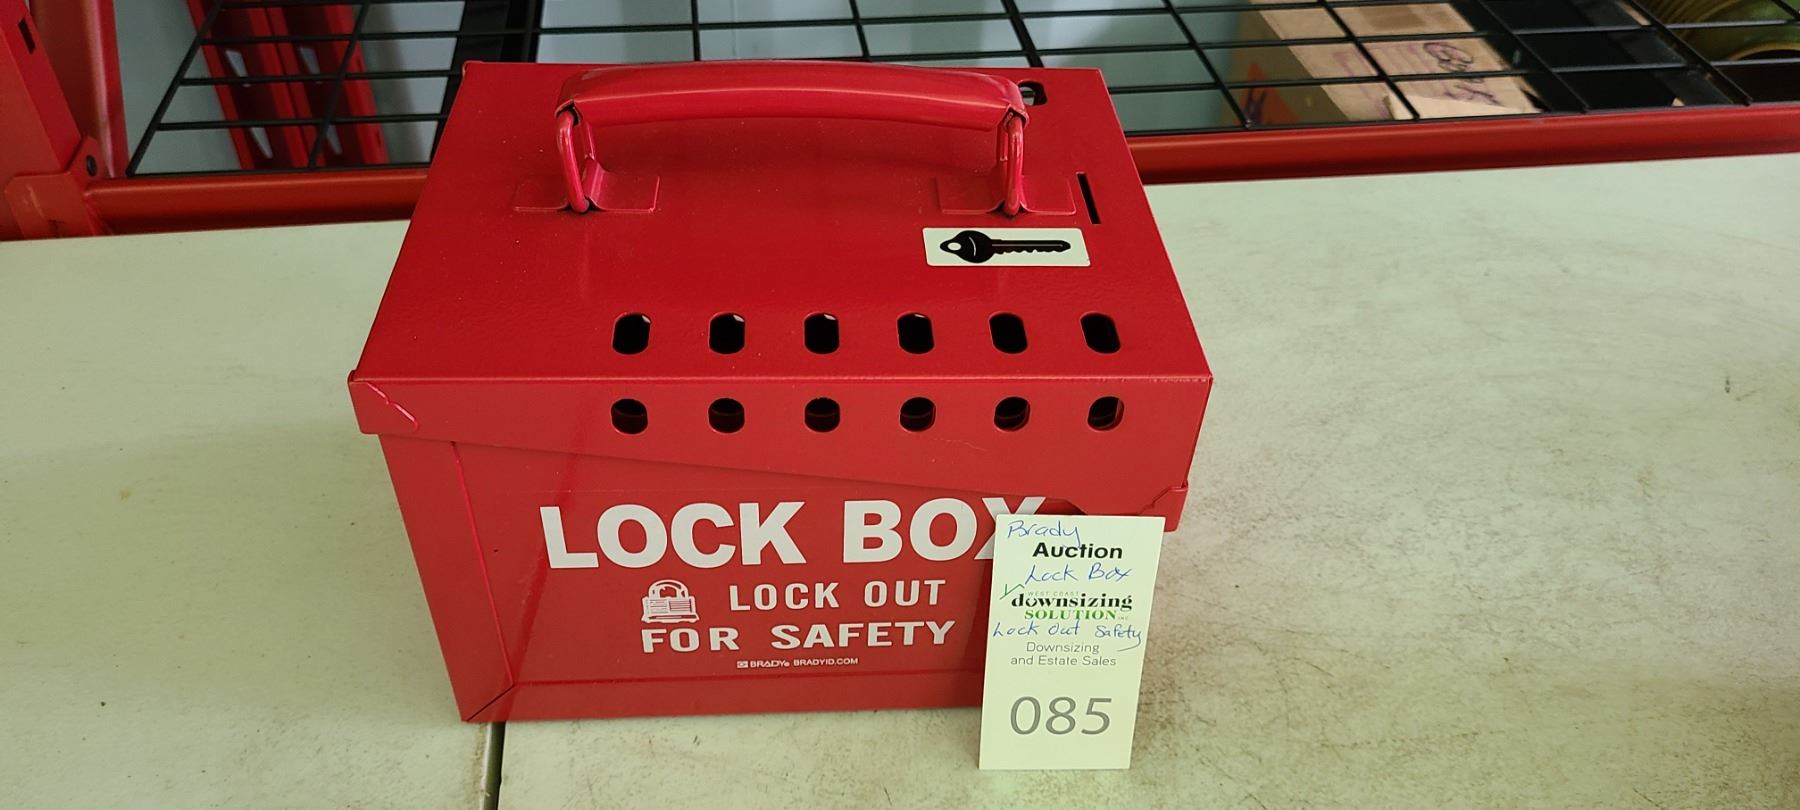 LOCK BOX
LOCK OUT
FOR SAFETY
BRADY® BRADYID.COM
Brady
Auction
Lock Box
WEST COAST
downsizing
SOLUTION INC
Lock Out Safety
Downsizing
and Estate Sales
085